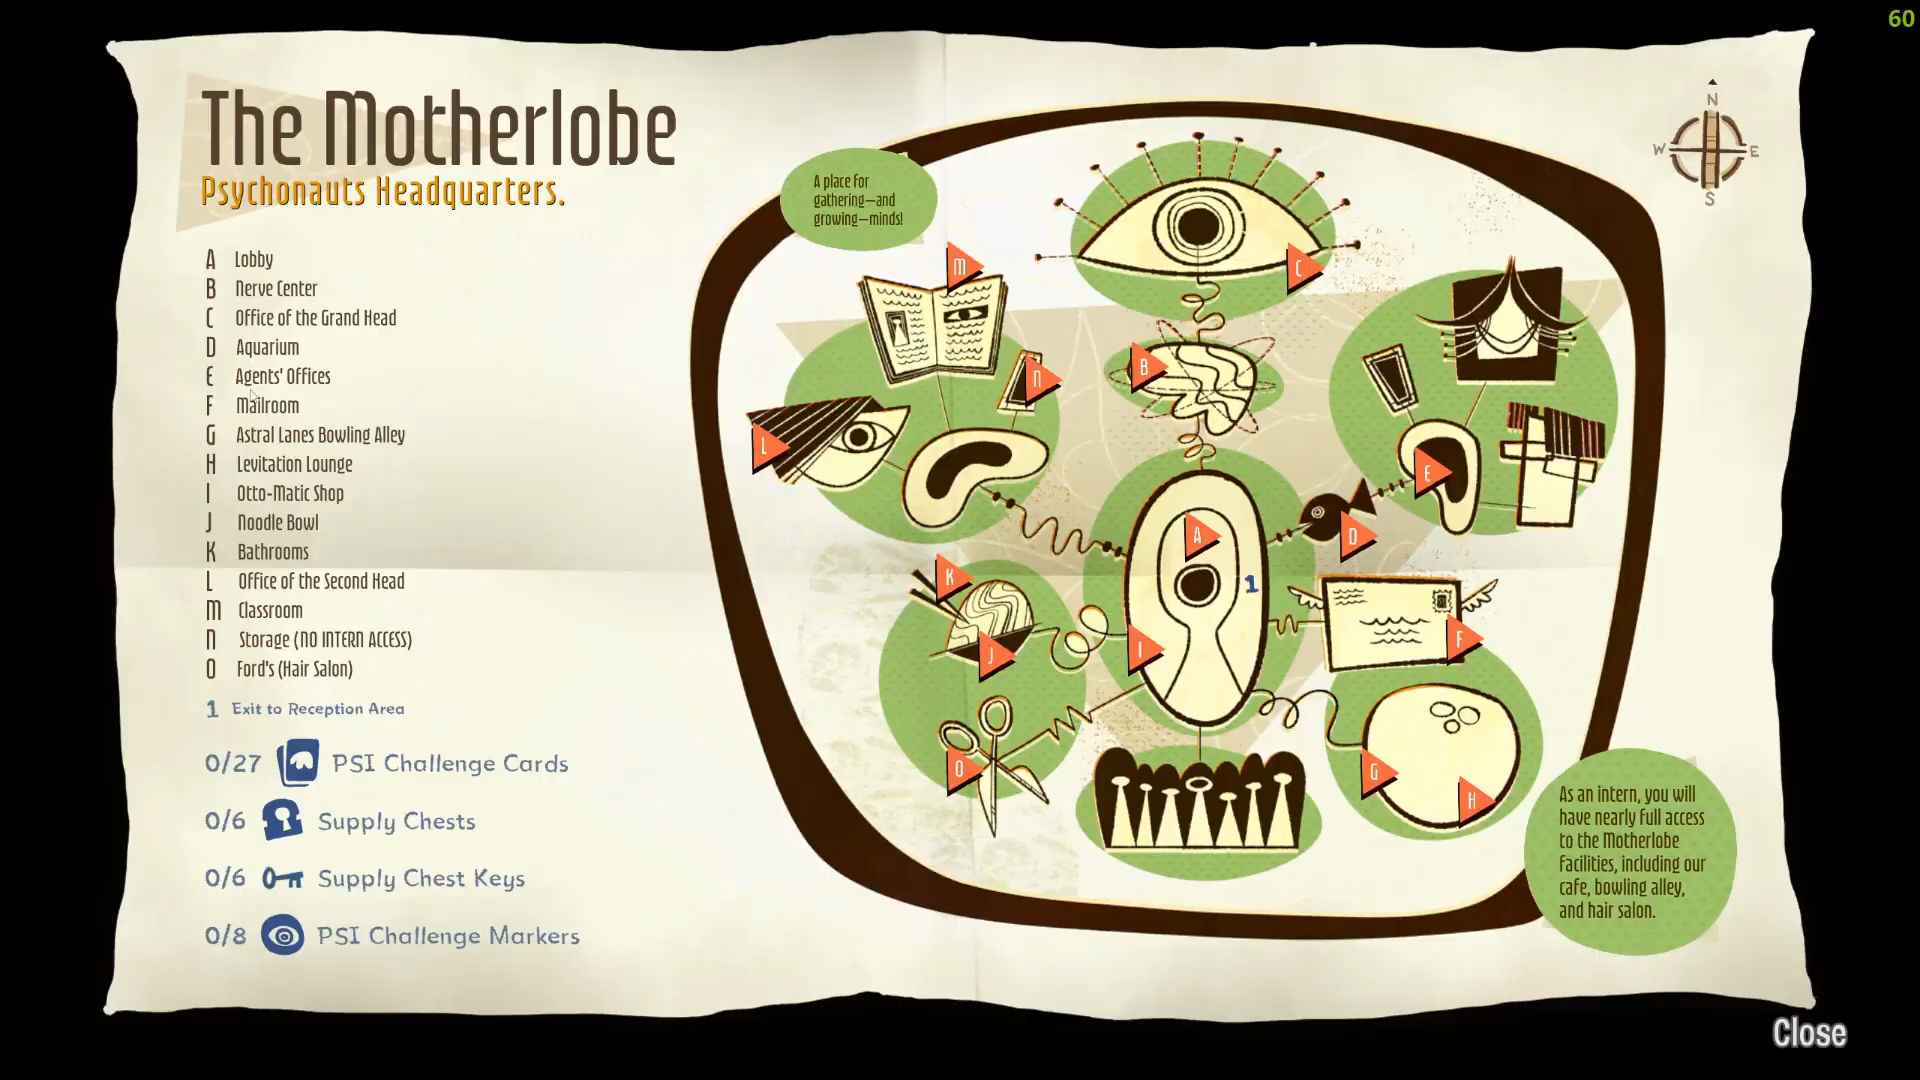 60
The Motherlobe
Psychonauts Headquarters.
A Lobby
B Nerve Center
C Office of the Grand Head
D Aquarium
E Agents' Offices
F Mailroom
G Astral Lanes Bowling Alley
H Levitation Lounge
I Otto-Matic Shop
J Noodle Bowl
K Bathrooms
L Office of the Second Head
M Classroom
N Storage (NO INTERN ACCESS)
O Ford's (Hair Salon)
1 Exit to Reception Area
0/27 PSI Challenge Cards
0/6 Supply Chests
0/6 Supply Chest Keys
0/8 PSI Challenge Markers
A place for
gathering—and
growing—minds!
N
W E
S
M
C
N
B
L
E
A
D
K
1
I
J
F
O
G
H
As an intern, you will
have nearly full access
to the Motherlobe
facilities, including our
cafe, bowling alley,
and hair salon.
Close